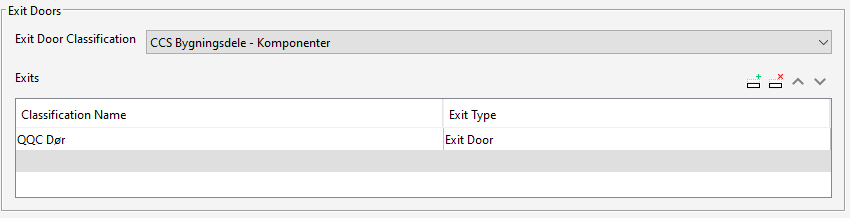 Exit Doors
Exit Door Classification CCS Bygningsdele - Komponenter
Exits
Classification Name Exit Type
QQC Dør Exit Door